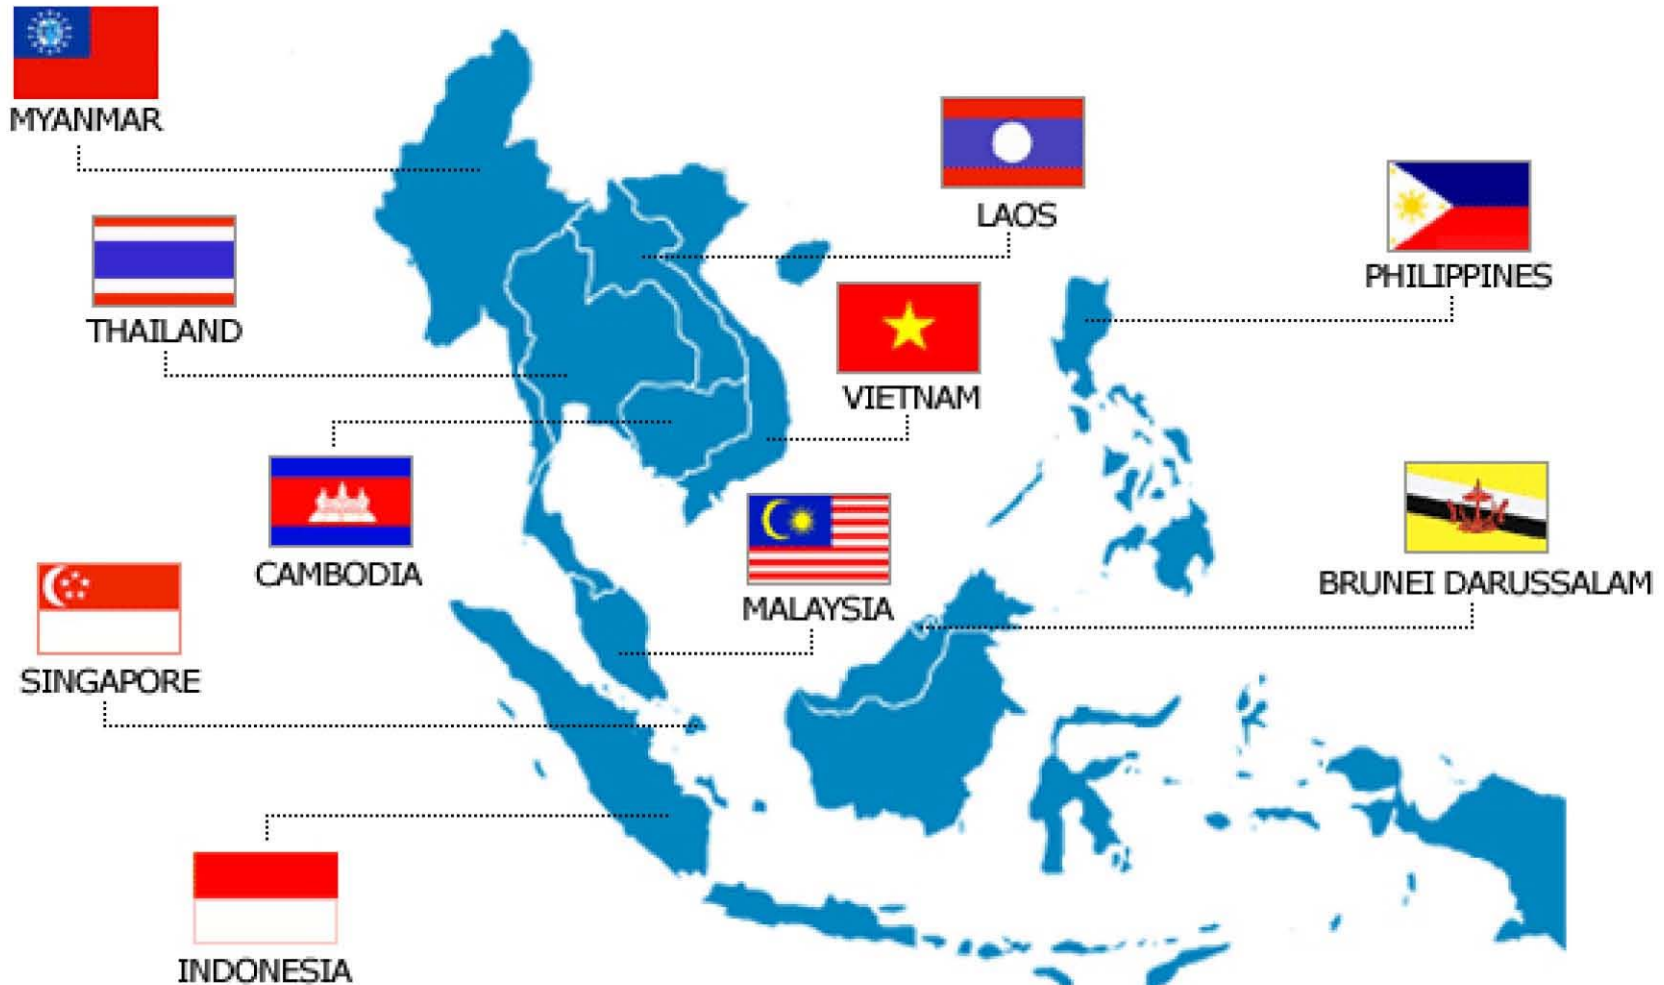 MYANMAR
LAOS
PHILIPPINES
THAILAND
VIETNAM
CAMBODIA
BRUNEI DARUSSALAM
MALAYSIA
SINGAPORE
INDONESIA